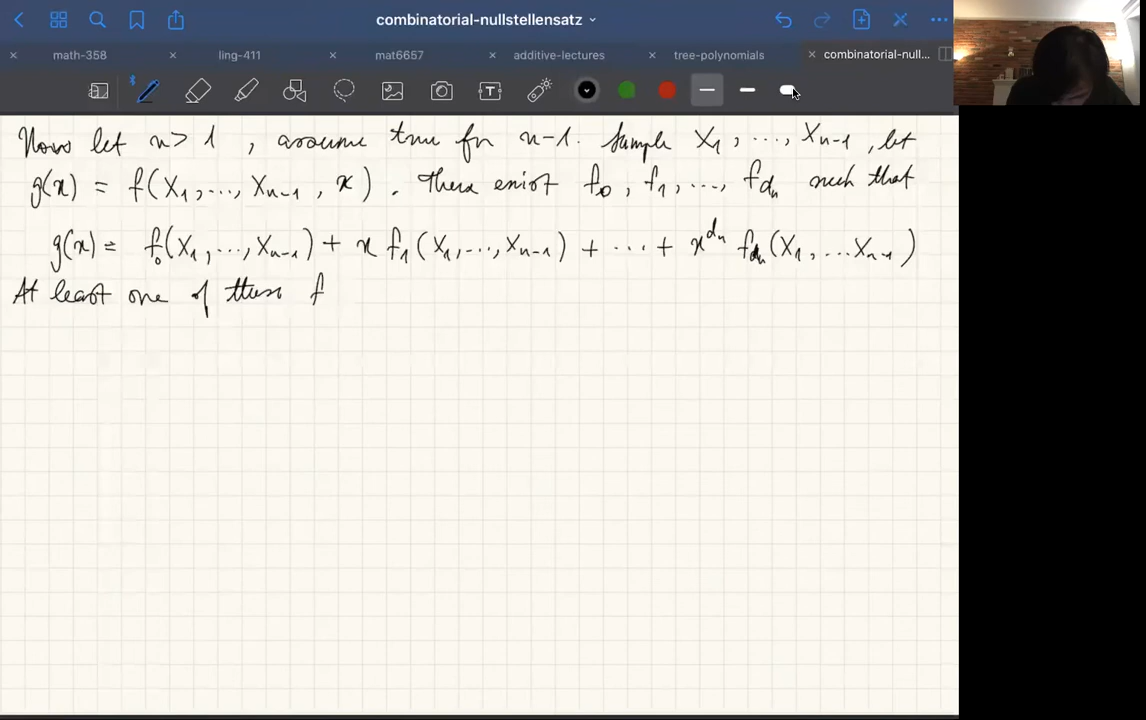 combinatorial-nullstellensatz
math-358
ling-411
mat6657
additive-lectures
tree-polynomials
combinatorial-null...
Now let n > 1, assume true for n-1. Sample X₁, ..., Xₙ₋₁, let
g(x) = f(X₁, ..., Xₙ₋₁, x). There exist f₀, f₁, ..., f_{dₙ} such that
g(x) = f₀(X₁, ..., Xₙ₋₁) + x f₁(X₁, ..., Xₙ₋₁) + ... + x^{dₙ} f_{dₙ}(X₁, ... Xₙ₋₁)
At least one of these f